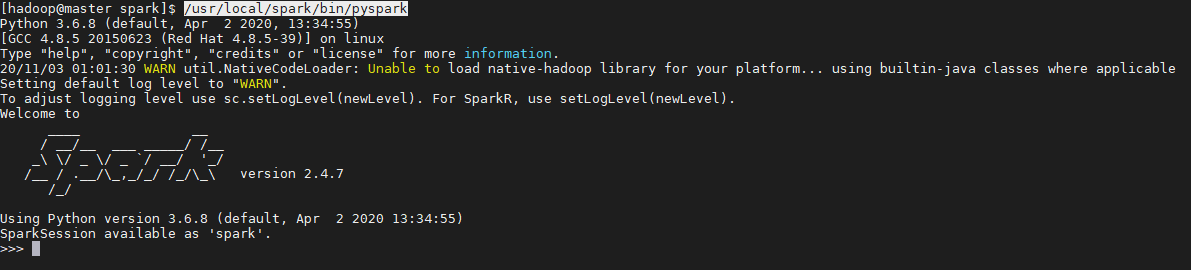 [hadoop@master spark]$ /usr/local/spark/bin/pyspark
Python 3.6.8 (default, Apr  2 2020, 13:34:55)
[GCC 4.8.5 20150623 (Red Hat 4.8.5-39)] on linux
Type "help", "copyright", "credits" or "license" for more information.
20/11/03 01:01:30 WARN util.NativeCodeLoader: Unable to load native-hadoop library for your platform... using builtin-java classes where applicable
Setting default log level to "WARN".
To adjust logging level use sc.setLogLevel(newLevel). For SparkR, use setLogLevel(newLevel).
Welcome to
      ____              __
     / __/__  ___ _____/ /__
    _\ \/ _ \/ _ `/ __/  '_/
   /__ / .__/\_,_/_/ /_/\_\   version 2.4.7
      /_/
Using Python version 3.6.8 (default, Apr  2 2020 13:34:55)
SparkSession available as 'spark'.
>>>